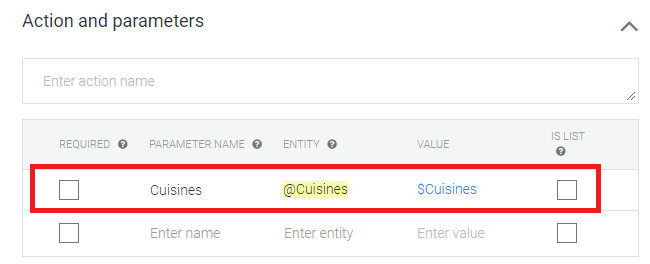 Action and parameters
Enter action name
REQUIRED PARAMETER NAME ENTITY VALUE IS LIST
Cuisines @Cuisines $Cuisines
Enter name Enter entity Enter value